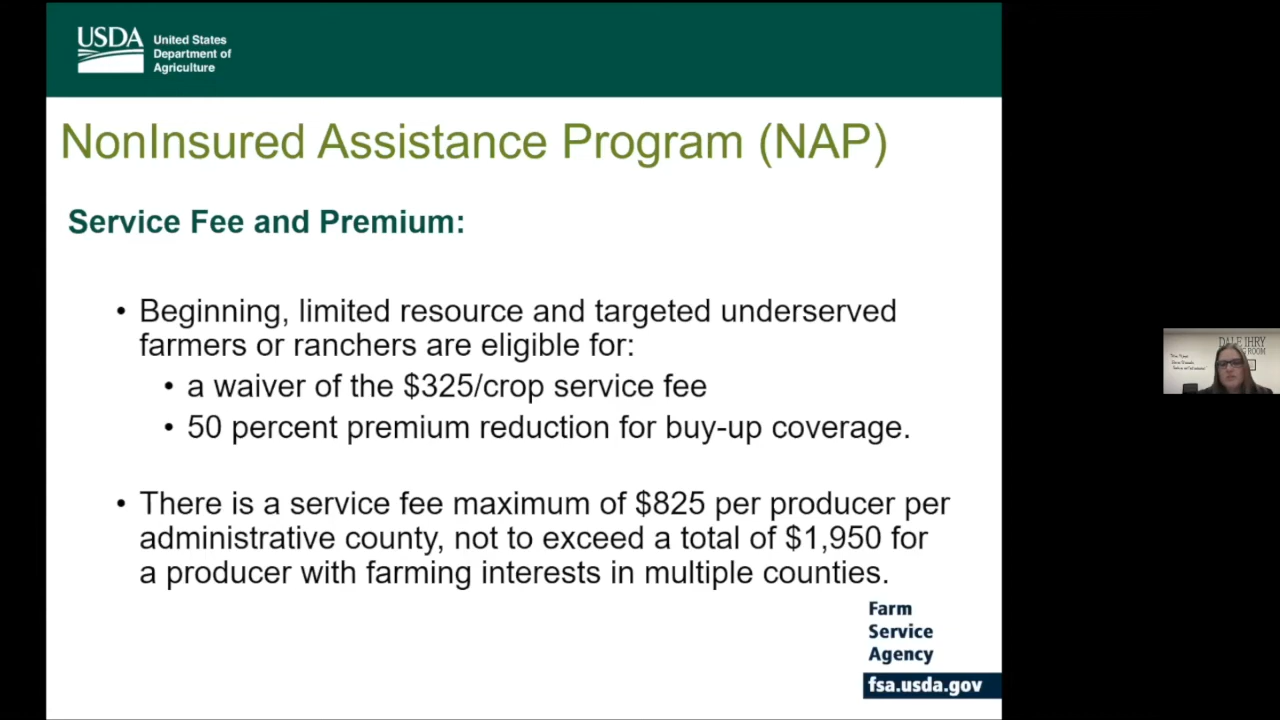 USDA
United States
Department of
Agriculture
NonInsured Assistance Program (NAP)
Service Fee and Premium:
• Beginning, limited resource and targeted underserved
farmers or ranchers are eligible for:
• a waiver of the $325/crop service fee
• 50 percent premium reduction for buy-up coverage.
• There is a service fee maximum of $825 per producer per
administrative county, not to exceed a total of $1,950 for
a producer with farming interests in multiple counties.
Farm
Service
Agency
fsa.usda.gov
DALE IHRY
ROOM